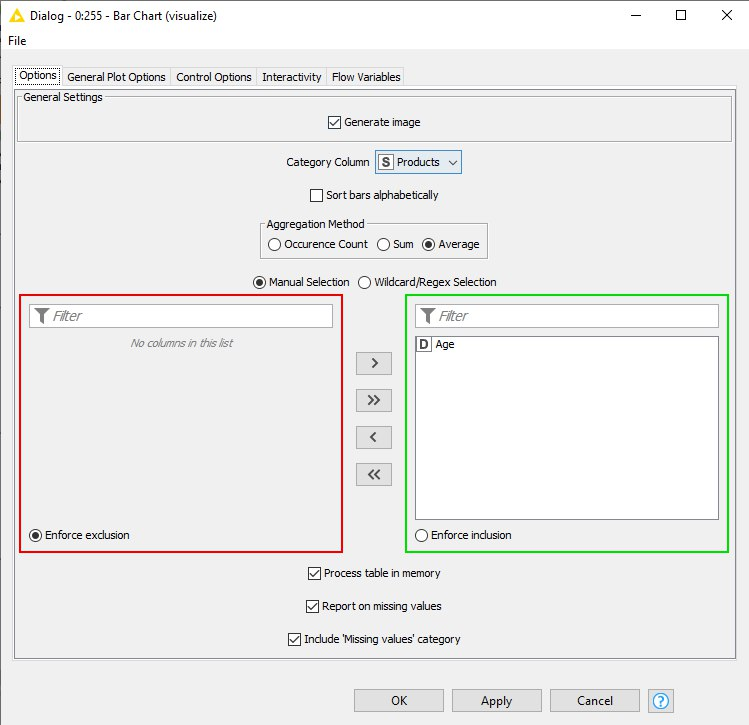 Dialog - 0:255 - Bar Chart (visualize)
File
Options General Plot Options Control Options Interactivity Flow Variables
General Settings
Generate image
Category Column S Products
Sort bars alphabetically
Aggregation Method
Occurence Count Sum Average
Manual Selection Wildcard/Regex Selection
Filter Filter
No columns in this list
D Age
>
>>
<
<<
Enforce exclusion Enforce inclusion
Process table in memory
Report on missing values
Include 'Missing values' category
OK Apply Cancel ?